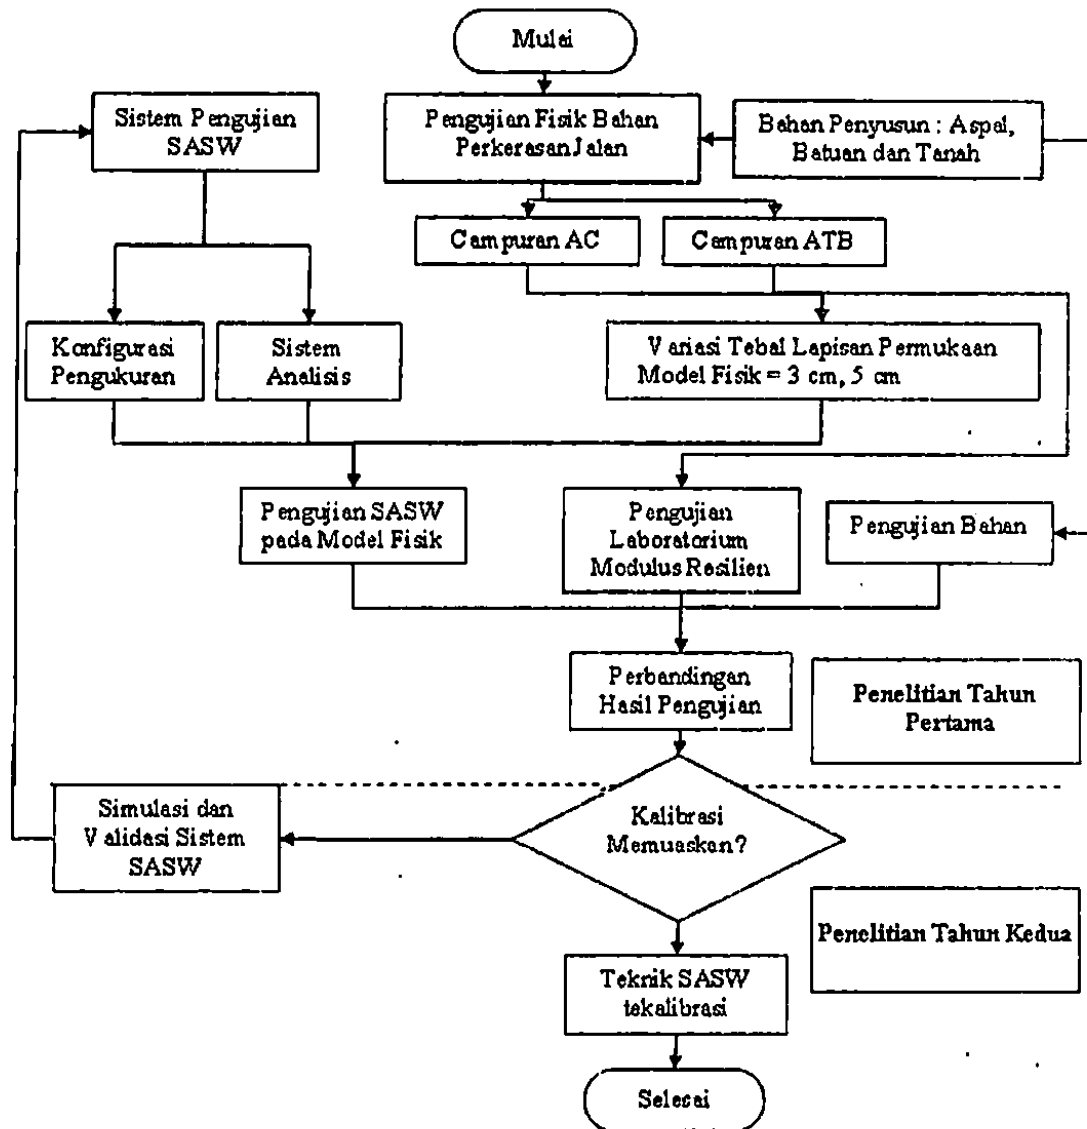 Mulai
Sistem Pengujian
SASW
Pengujian Fisik Bahan
Perkerasan Jalan
Bahan Penyusun : Aspal,
Batuan dan Tanah
Campuran AC
Campuran ATB
Konfigurasi
Pengukuran
Sistem
Analisis
Variasi Tebal Lapisan Permukaan
Model Fisik = 3 cm, 5 cm
Pengujian SASW
pada Model Fisik
Pengujian
Laboratorium
Modulus Resilien
Pengujian Bahan
Perbandingan
Hasil Pengujian
Penelitian Tahun
Pertama
Simulasi dan
Validasi Sistem
SASW
Kalibrasi
Memuaskan?
Penelitian Tahun Kedua
Teknik SASW
tekalibrasi
Selesai